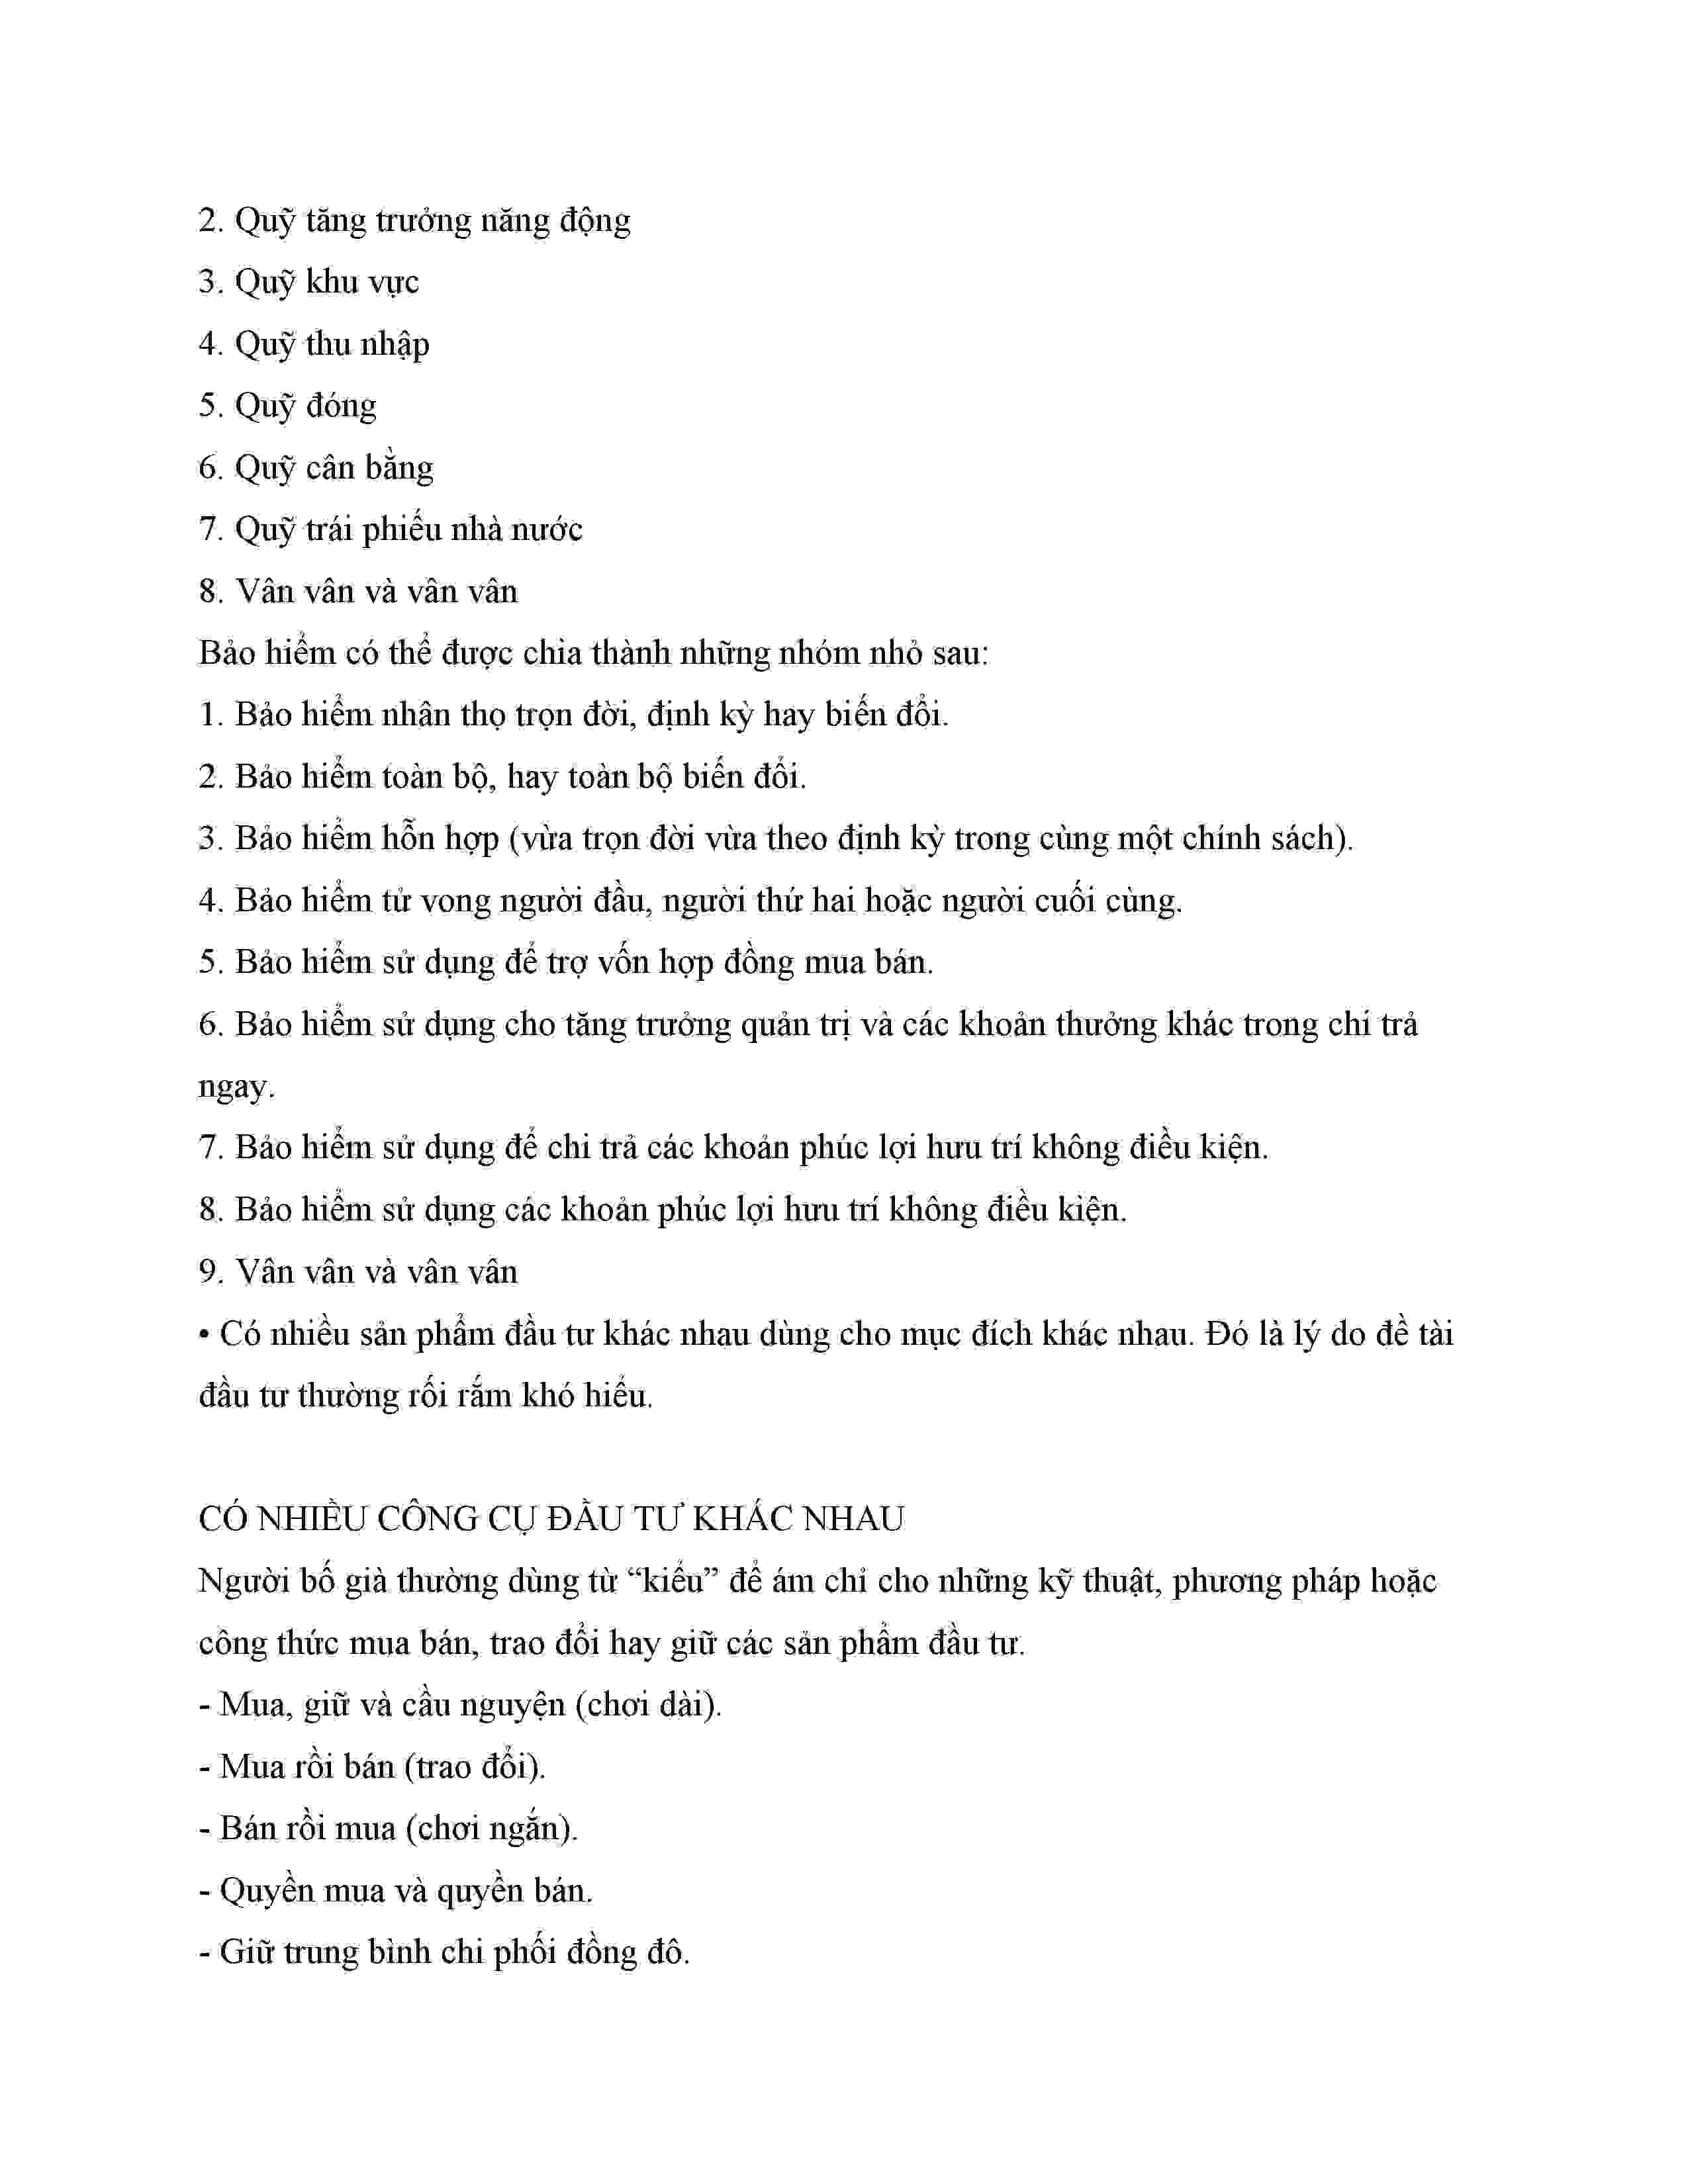 2. Quỹ tăng trưởng năng động
3. Quỹ khu vực
4. Quỹ thu nhập
5. Quỹ đóng
6. Quỹ cân bằng
7. Quỹ trái phiếu nhà nước
8. Vân vân và vân vân
Bảo hiểm có thể được chia thành những nhóm nhỏ sau:
1. Bảo hiểm nhân thọ trọn đời, định kỳ hay biến đổi.
2. Bảo hiểm toàn bộ, hay toàn bộ biến đổi.
3. Bảo hiểm hỗn hợp (vừa trọn đời vừa theo định kỳ trong cùng một chính sách).
4. Bảo hiểm tử vong người đầu, người thứ hai hoặc người cuối cùng.
5. Bảo hiểm sử dụng để trợ vốn hợp đồng mua bán.
6. Bảo hiểm sử dụng cho tăng trưởng quản trị và các khoản thưởng khác trong chi trả
ngay.
7. Bảo hiểm sử dụng để chi trả các khoản phúc lợi hưu trí không điều kiện.
8. Bảo hiểm sử dụng các khoản phúc lợi hưu trí không điều kiện.
9. Vân vân và vân vân
• Có nhiều sản phẩm đầu tư khác nhau dùng cho mục đích khác nhau. Đó là lý do đề tài
đầu tư thường rối rắm khó hiểu.
CÓ NHIỀU CÔNG CỤ ĐẦU TƯ KHÁC NHAU
Người bố già thường dùng từ “kiểu” để ám chỉ cho những kỹ thuật, phương pháp hoặc
công thức mua bán, trao đổi hay giữ các sản phẩm đầu tư.
- Mua, giữ và cầu nguyện (chơi dài).
- Mua rồi bán (trao đổi).
- Bán rồi mua (chơi ngắn).
- Quyền mua và quyền bán.
- Giữ trung bình chi phối đồng đô.